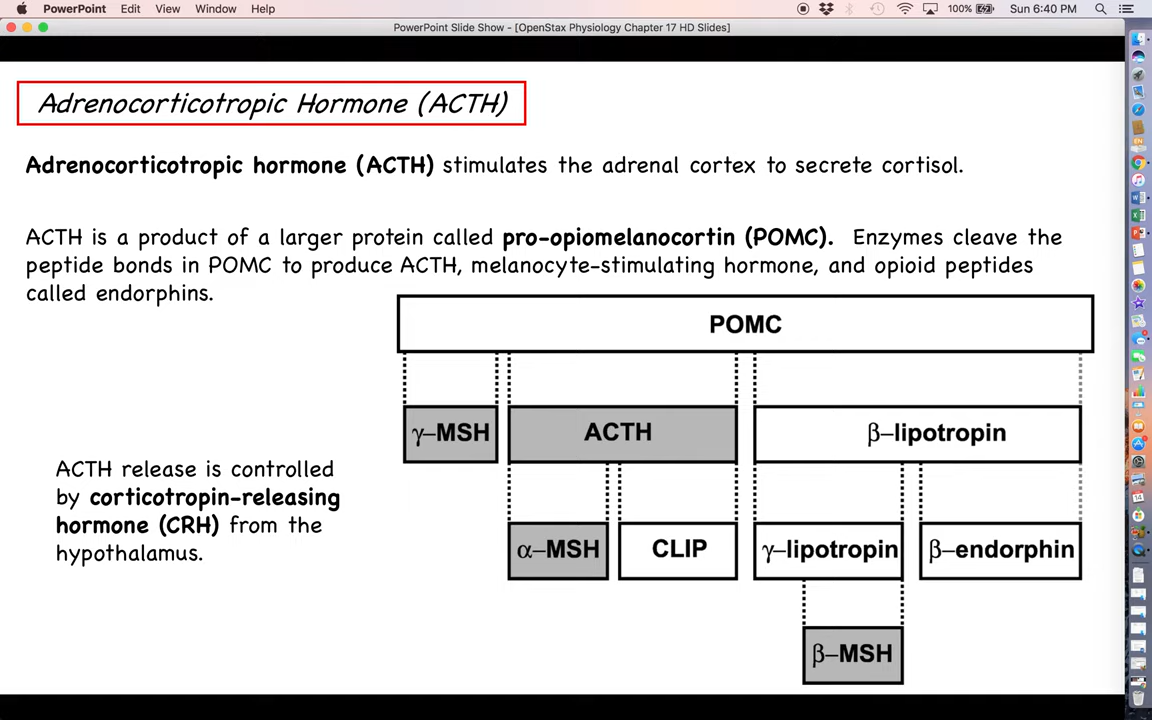 PowerPoint Edit View Window Help 100% Sun 6:40 PM
PowerPoint Slide Show - [OpenStax Physiology Chapter 17 HD Slides]
Adrenocorticotropic Hormone (ACTH)
Adrenocorticotropic hormone (ACTH) stimulates the adrenal cortex to secrete cortisol.
ACTH is a product of a larger protein called pro-opiomelanocortin (POMC). Enzymes cleave the
peptide bonds in POMC to produce ACTH, melanocyte-stimulating hormone, and opioid peptides
called endorphins.
POMC
γ–MSH ACTH β–lipotropin
ACTH release is controlled
by corticotropin-releasing
hormone (CRH) from the
hypothalamus.
α–MSH CLIP γ–lipotropin β–endorphin
β–MSH